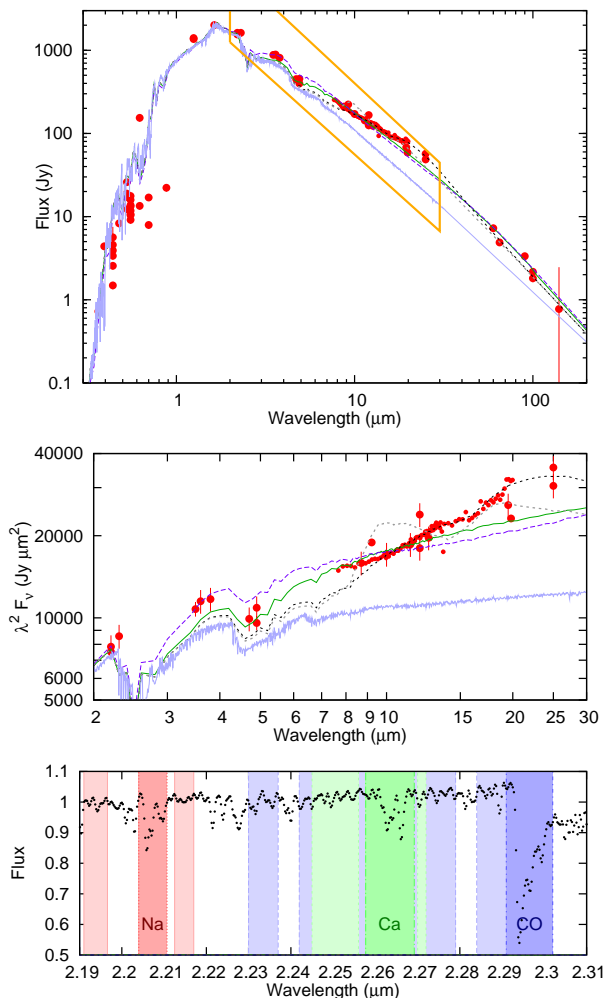 1000
100
10
1
0.1
Flux (Jy)
1 10 100
Wavelength (μm)
40000
20000
10000
8000
6000
5000
λ² Fν (Jy μm²)
2 3 4 5 6 7 8 9 10 15 20 25 30
Wavelength (μm)
1.1
1
0.9
0.8
0.7
0.6
0.5
Flux
Na Ca CO
2.19 2.2 2.21 2.22 2.23 2.24 2.25 2.26 2.27 2.28 2.29 2.3 2.31
Wavelength (μm)